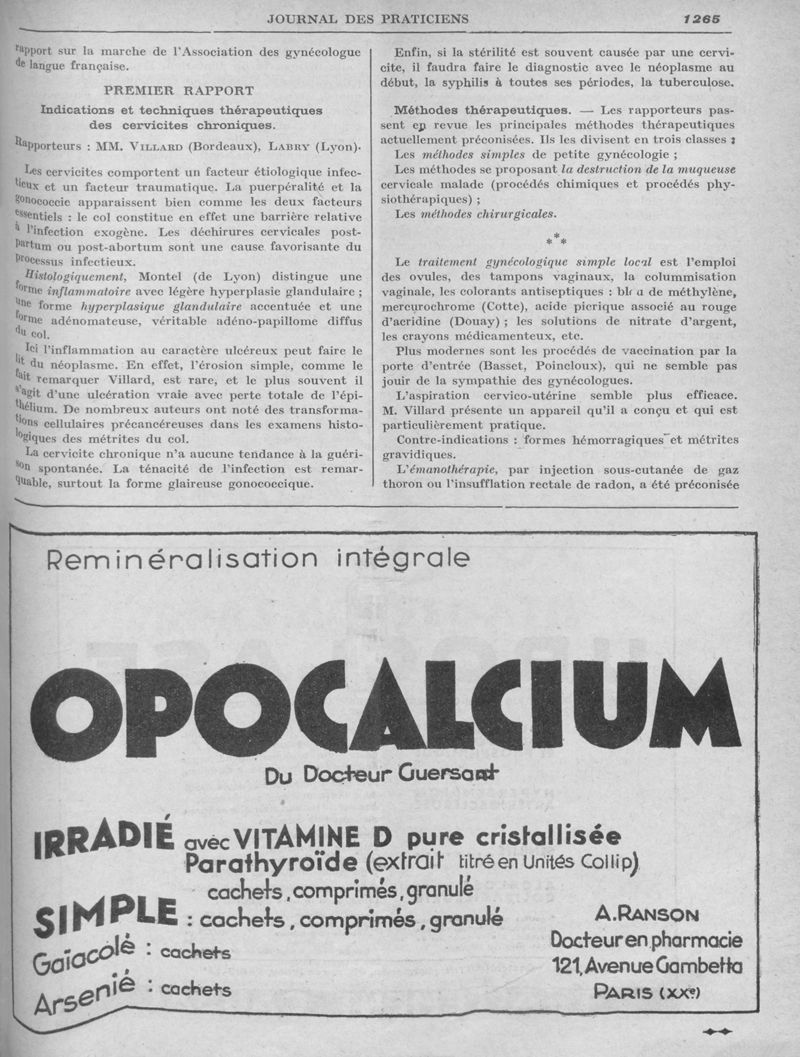 JOURNAL DES PRATICIENS 1265
rapport sur la marche de l'Association des gynécologue
de langue française.
PREMIER RAPPORT
Indications et techniques thérapeutiques
des cervicites chroniques.
Rapporteurs : MM. VILLARD (Bordeaux), LABRY (Lyon).
Les cervicites comportent un facteur étiologique infec-
tieux et un facteur traumatique. La puerpéralité et la
gonococcie apparaissent bien comme les deux facteurs
essentiels : le col constitue en effet une barrière relative
à l'infection exogène. Les déchirures cervicales post-
partum ou post-abortum sont une cause favorisante du
processus infectieux.
Histologiquement, Montel (de Lyon) distingue une
forme inflammatoire avec légère hyperplasie glandulaire ;
une forme hyperplasique glandulaire accentuée et une
forme adénomateuse, véritable adéno-papillome diffus
du col.
Ici l'inflammation au caractère ulcéreux peut faire le
lit du néoplasme. En effet, l'érosion simple, comme le
fait remarquer Villard, est rare, et le plus souvent il
s'agit d'une ulcération vraie avec perte totale de l'épi-
thélium. De nombreux auteurs ont noté des transforma-
tions cellulaires précancéreuses dans les examens histo-
logiques des métrites du col.
La cervicite chronique n'a aucune tendance à la guéri-
son spontanée. La ténacité de l'infection est remar-
quable, surtout la forme glaireuse gonococcique.
Enfin, si la stérilité est souvent causée par une cervi-
cite, il faudra faire le diagnostic avec le néoplasme au
début, la syphilis à toutes ses périodes, la tuberculose.
Méthodes thérapeutiques. — Les rapporteurs pas-
sent en revue les principales méthodes thérapeutiques
actuellement préconisées. Ils les divisent en trois classes :
Les méthodes simples de petite gynécologie ;
Les méthodes se proposant la destruction de la muqueuse
cervicale malade (procédés chimiques et procédés phy-
siothérapiques) ;
Les méthodes chirurgicales.
*
* *
Le traitement gynécologique simple local est l'emploi
des ovules, des tampons vaginaux, la colummisation
vaginale, les colorants antiseptiques : bleu de méthylène,
mercurochrome (Cotte), acide picrique associé au rouge
d'acridine (Douay) ; les solutions de nitrate d'argent,
les crayons médicamenteux, etc.
Plus modernes sont les procédés de vaccination par la
porte d'entrée (Basset, Poincloux), qui ne semble pas
jouir de la sympathie des gynécologues.
L'aspiration cervico-utérine semble plus efficace.
M. Villard présente un appareil qu'il a conçu et qui est
particulièrement pratique.
Contre-indications : formes hémorragiques et métrites
gravidiques.
L'émanothérapie, par injection sous-cutanée de gaz
thoron ou l'insufflation rectale de radon, a été préconisée
Reminéralisation intégrale
OPOCALCIUM
Du Docteur Guersant
IRRADIÉ avec VITAMINE D pure cristallisée
Parathyroïde (extrait titré en Unités Collip)
cachets, comprimés, granulé
SIMPLE : cachets, comprimés, granulé
Gaïacolé : cachets
Arsenié : cachets
A. RANSON
Docteur en pharmacie
121, Avenue Gambetta
PARIS (XXe)